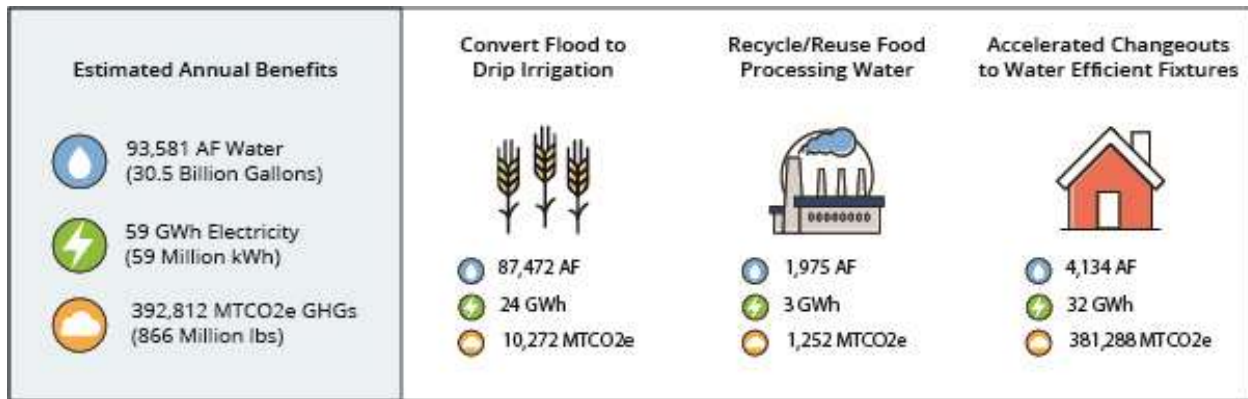 Estimated Annual Benefits
93,581 AF Water
(30.5 Billion Gallons)
59 GWh Electricity
(59 Million kWh)
392,812 MTCO2e GHGs
(866 Million lbs)
Convert Flood to
Drip Irrigation
87,472 AF
24 GWh
10,272 MTCO2e
Recycle/Reuse Food
Processing Water
1,975 AF
3 GWh
1,252 MTCO2e
Accelerated Changeouts
to Water Efficient Fixtures
4,134 AF
32 GWh
381,288 MTCO2e